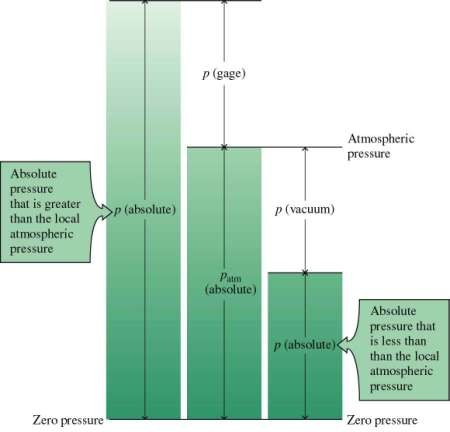 p (gage)
Atmospheric
pressure
Absolute
pressure
that is greater
than the local
atmospheric
pressure
p (absolute)
p (vacuum)
patm
(absolute)
Absolute
pressure that
is less than
than the local
atmospheric
pressure
p (absolute)
Zero pressure
Zero pressure